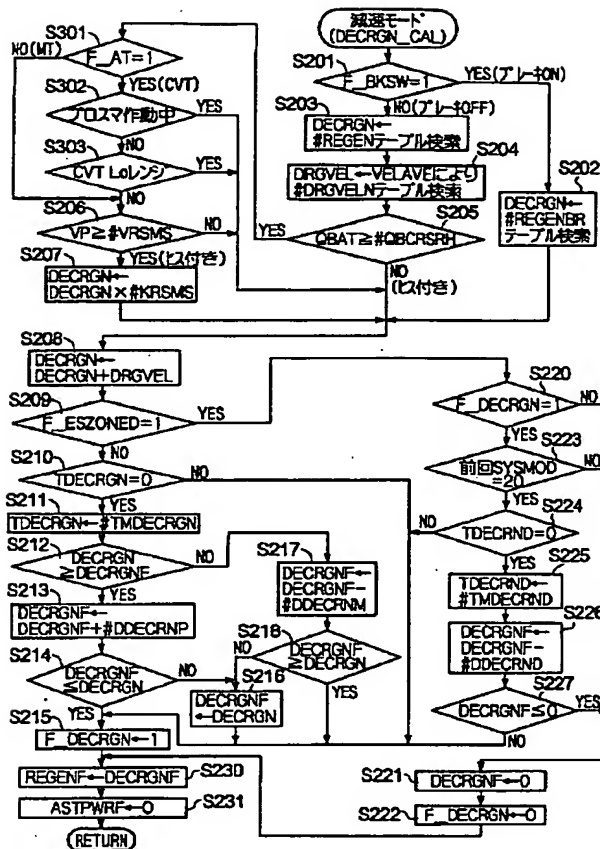 減速モード
(DECRGN_CAL)
S201
F_BKSW=1
YES(ブレーキON)
NO(ブレーキOFF)
S202
DECRGN←
#REGENBR
テーブル検索
S203
DECRGN←
#REGENテーブル検索
S204
DRGVEL←VELAVEにより
#DRGVELNテーブル検索
S205
QBAT≥#QBCRSRH
YES
NO
(ヒス付き)
S301
F_AT=1
NO(MT)
YES(CVT)
S302
プロスマ作動中
YES
NO
S303
CVT Loレンジ
YES
NO
S206
VP≥#VRSMS
NO
YES(ヒス付き)
S207
DECRGN←
DECRGN×#KRSMS
S208
DECRGN←
DECRGN+DRGVEL
S209
F_ESZONED=1
YES
NO
S210
TDECRGN=0
NO
YES
S211
TDECRGN←#TMDECRGN
S212
DECRGN
≥DECRGNF
NO
YES
S213
DECRGNF←
DECRGNF+#DDECRNP
S214
DECRGNF
≤DECRGN
NO
YES
S215
F_DECRGN←1
S216
DECRGNF
←DECRGN
S217
DECRGNF←
DECRGNF-
#DDECRNM
S218
DECRGNF
≥DECRGN
NO
YES
S220
F_DECRGN=1
NO
YES
S223
前回SYSMOD
=20
NO
YES
S224
TDECRND=0
NO
YES
S225
TDECRND←
#TMDECRND
S226
DECRGNF←
DECRGNF-
#DDECRND
S227
DECRGNF≤0
YES
NO
S221
DECRGNF←0
S222
F_DECRGN←0
S230
REGENF←DECRGNF
S231
ASTPWRF←0
RETURN